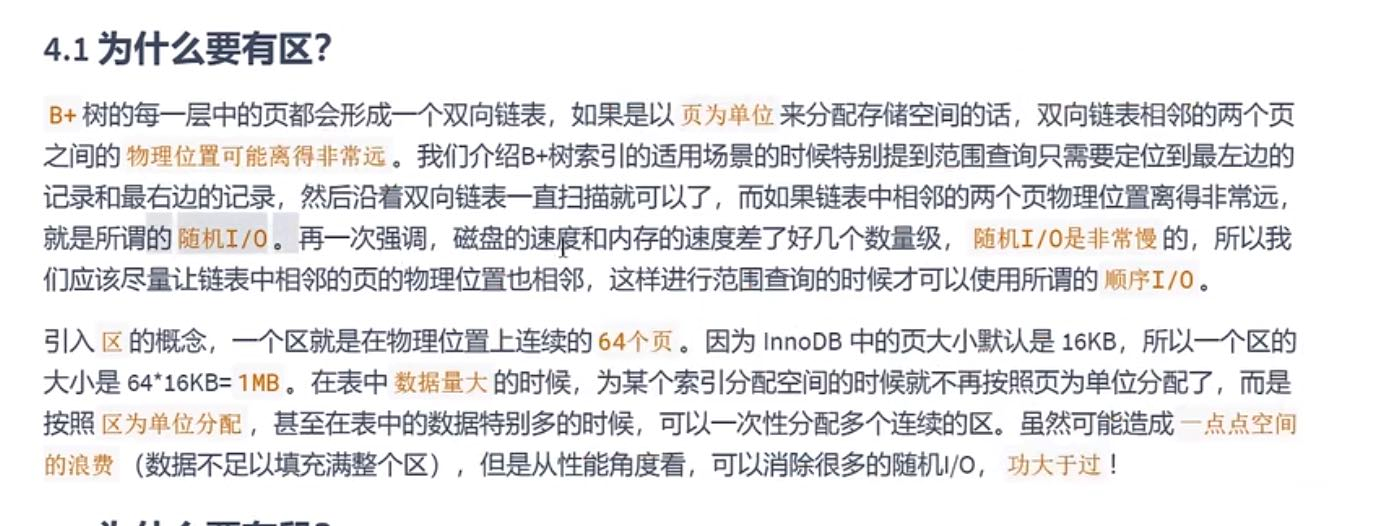 4.1 为什么要有区？
B+ 树的每一层中的页都会形成一个双向链表，如果是以 页为单位 来分配存储空间的话，双向链表相邻的两个页
之间的 物理位置可能离得非常远 。我们介绍B+树索引的适用场景的时候特别提到范围查询只需要定位到最左边的
记录和最右边的记录，然后沿着双向链表一直扫描就可以了，而如果链表中相邻的两个页物理位置离得非常远，
就是所谓的 随机I/O 。再一次强调，磁盘的速度和内存的速度差了好几个数量级， 随机I/O是非常慢 的，所以我
们应该尽量让链表中相邻的页的物理位置也相邻，这样进行范围查询的时候才可以使用所谓的 顺序I/O 。
引入 区 的概念，一个区就是在物理位置上连续的 64个页 。因为 InnoDB 中的页大小默认是 16KB，所以一个区的
大小是 64*16KB= 1MB 。在表中 数据量大 的时候，为某个索引分配空间的时候就不再按照页为单位分配了，而是
按照 区为单位分配 ，甚至在表中的数据特别多的时候，可以一次性分配多个连续的区。虽然可能造成 一点点空间
的浪费 （数据不足以填充满整个区），但是从性能角度看，可以消除很多的随机I/O， 功大于过 ！